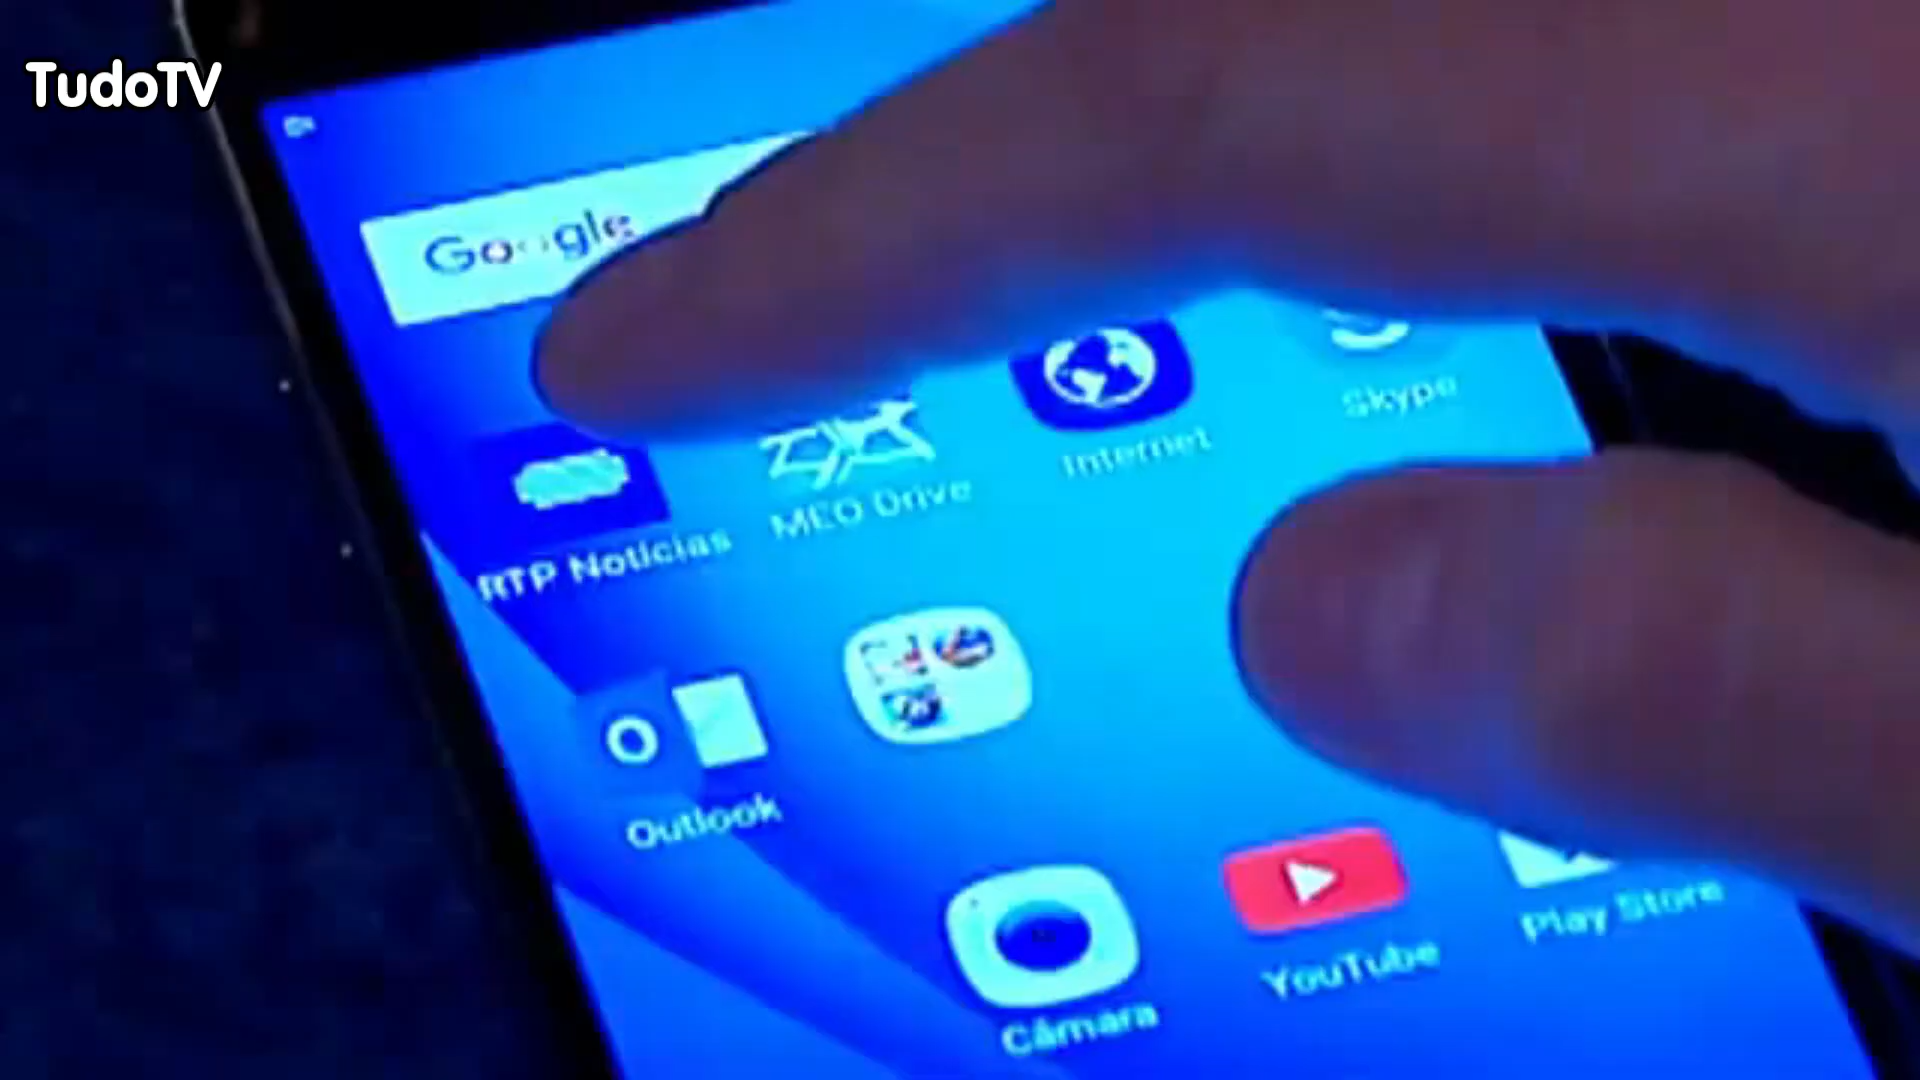 TudoTV
Google
RTP Notícias
MEO Drive
Internet
Skype
O
Outlook
Câmara
YouTube
Play Store